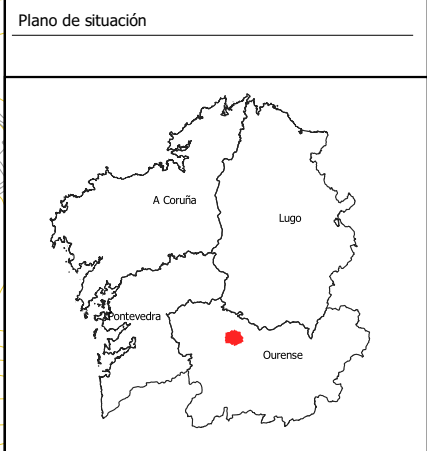 Plano de situación
A Coruña
Lugo
Pontevedra
Ourense